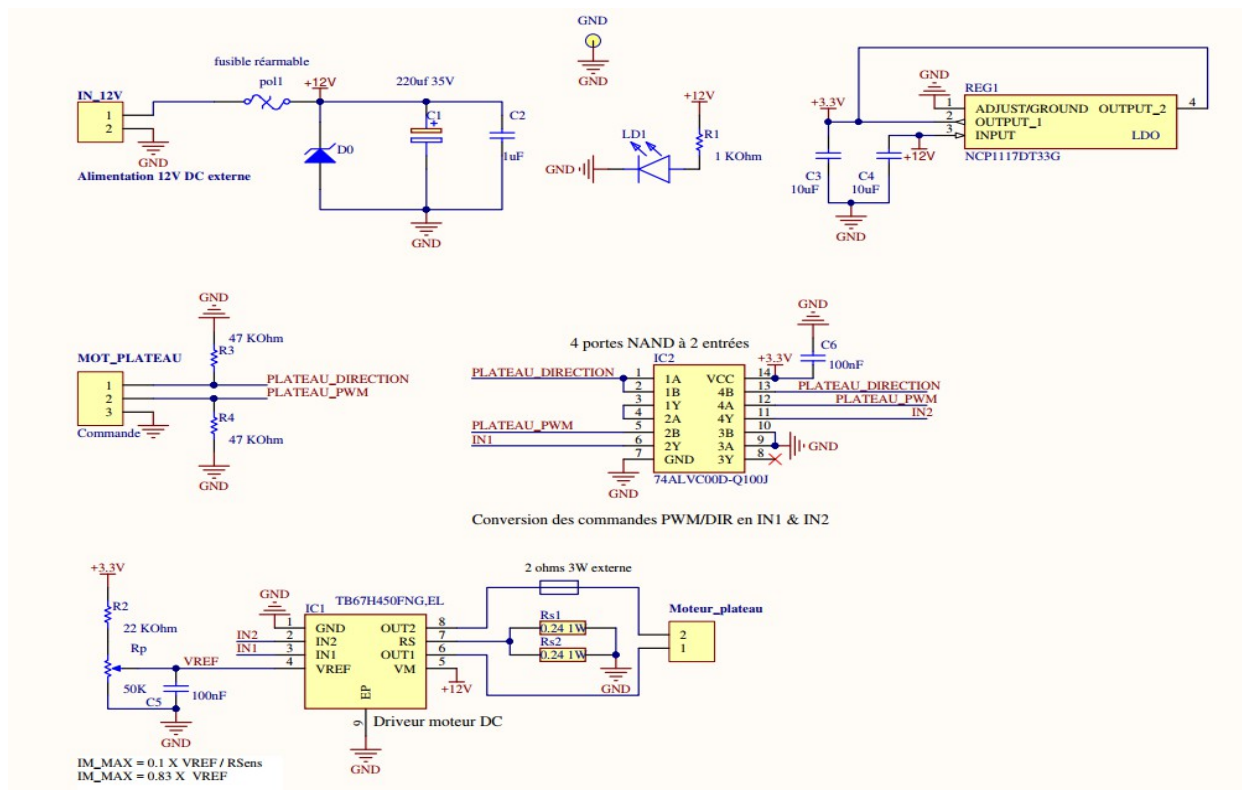 GND
GND
fusible réarmable
pol1
IN_12V
1
2
GND
Alimentation 12V DC externe
+12V
D0
220uf 35V
C1
+
C2
1uF
GND
+12V
LD1
R1
1 KOhm
GND
GND
REG1
+3.3V
1
2
3
ADJUST/GROUND OUTPUT_2
OUTPUT_1
INPUT LDO
4
NCP1117DT33G
+12V
C3
10uF
C4
10uF
GND
GND
47 KOhm
R3
MOT_PLATEAU
1
2
3
PLATEAU_DIRECTION
PLATEAU_PWM
Commande
R4
47 KOhm
GND
GND
C6
100nF
4 portes NAND à 2 entrées
IC2
+3.3V
PLATEAU_DIRECTION
1 1A VCC 14
2 1B 4B 13 PLATEAU_DIRECTION
3 1Y 4A 12 PLATEAU_PWM
4 2A 4Y 11 IN2
PLATEAU_PWM 5 2B 3B 10
IN1 6 2Y 3A 9 GND
7 GND 3Y 8
GND
74ALVC00D-Q100J
Conversion des commandes PWM/DIR en IN1 & IN2
+3.3V
R2
22 KOhm
Rp
50K
VREF
C5
100nF
GND
GND
IC1
TB67H450FNG,EL
1 GND OUT2 8
IN2 2 IN2 RS 7
IN1 3 IN1 OUT1 6
4 VREF VM 5
+12V
EP
9
Driveur moteur DC
GND
2 ohms 3W externe
Rs1
0.24 1W
Rs2
0.24 1W
GND
Moteur_plateau
2
1
IM_MAX = 0.1 X VREF / RSens
IM_MAX = 0.83 X VREF